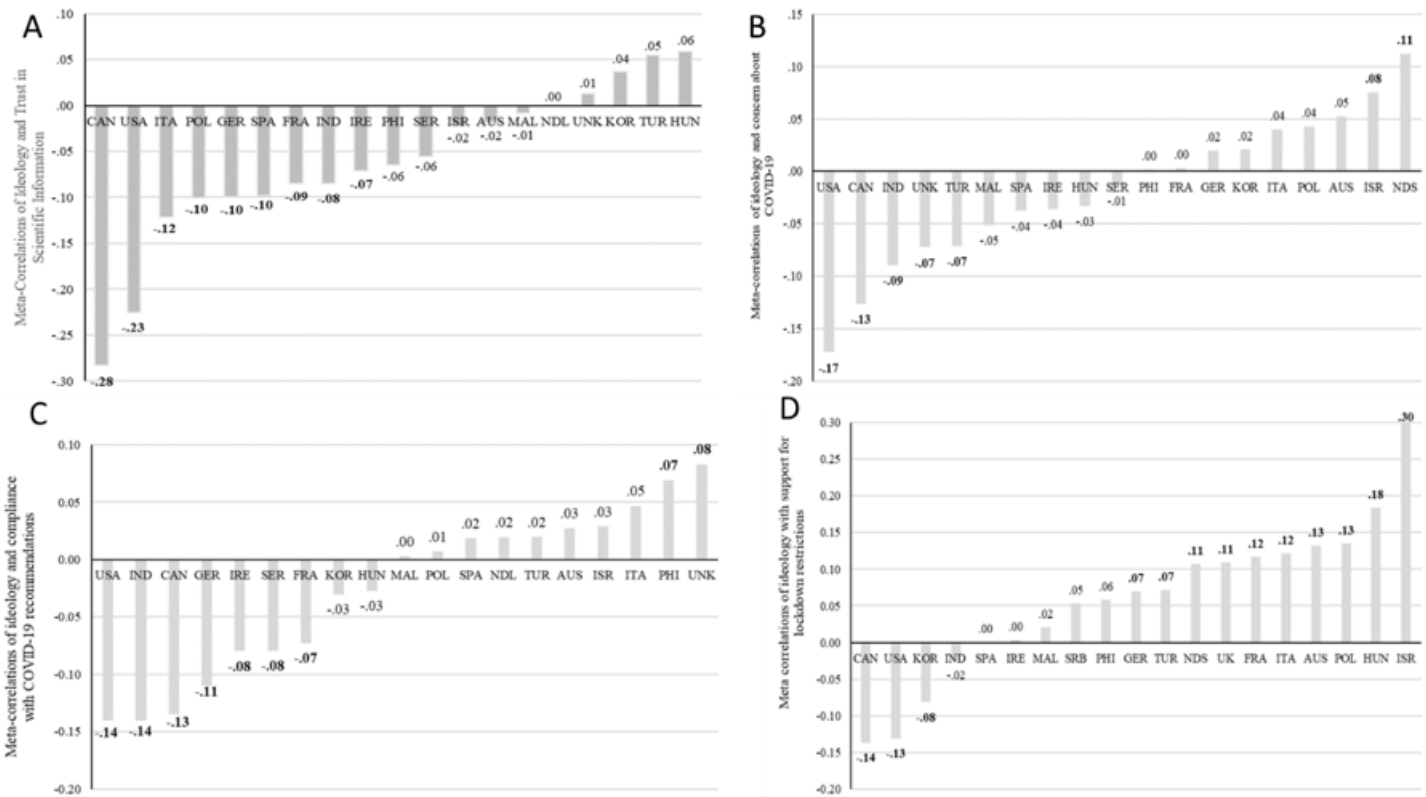 A
Meta-Correlations of Ideology and Trust in
Scientific Information
.10
.05
.00
-.05
-.10
-.15
-.20
-.25
-.30
.00 .01 .04 .05 .06
CAN USA ITA POL GER SPA FRA IND IRE PHI SER ISR AUS MAL NDL UNK KOR TUR HUN
-.28 -.23 -.12 -.10 -.10 -.10 -.09 -.08 -.07 -.06 -.06 -.02 -.02 -.01
B
Meta-correlations of ideology and concern about
COVID-19
.15
.10
.05
.00
-.05
-.10
-.15
-.20
.00 .00 .02 .02 .04 .04 .05 .08 .11
USA CAN IND UNK TUR MAL SPA IRE HUN SER PHI FRA GER KOR ITA POL AUS ISR NDS
-.17 -.13 -.09 -.07 -.07 -.05 -.04 -.04 -.03 -.01
C
Meta-correlations of ideology and compliance
with COVID-19 recommendations
0.10
0.05
0.00
-0.05
-0.10
-0.15
-0.20
.00 .01 .02 .02 .02 .03 .03 .05 .07 .08
USA IND CAN GER IRE SER FRA KOR HUN MAL POL SPA NDL TUR AUS ISR ITA PHI UNK
-.14 -.14 -.13 -.11 -.08 -.08 -.07 -.03 -.03
D
Meta correlations of ideology with support for
lockdown restrictions
0.30
0.20
0.10
0.05
0.00
-0.05
-0.10
-0.15
-0.20
.00 .00 .02 .05 .06 .07 .07 .11 .11 .12 .12 .13 .13 .18 .30
CAN USA KOR IND SPA IRE MAL SRB PHI GER TUR NDS UK FRA ITA AUS POL HUN ISR
-.14 -.13 -.08 -.02